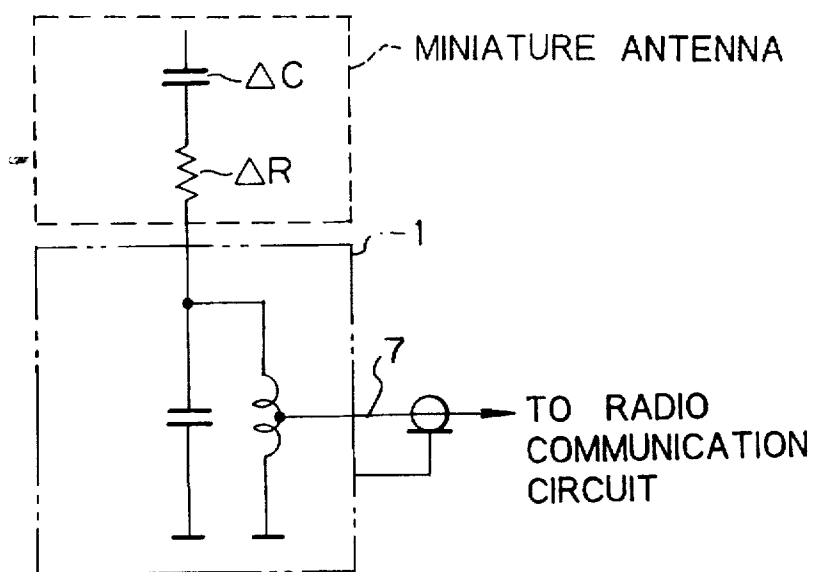 MINIATURE ANTENNA
△C
△R
1
7
TO RADIO
COMMUNICATION
CIRCUIT